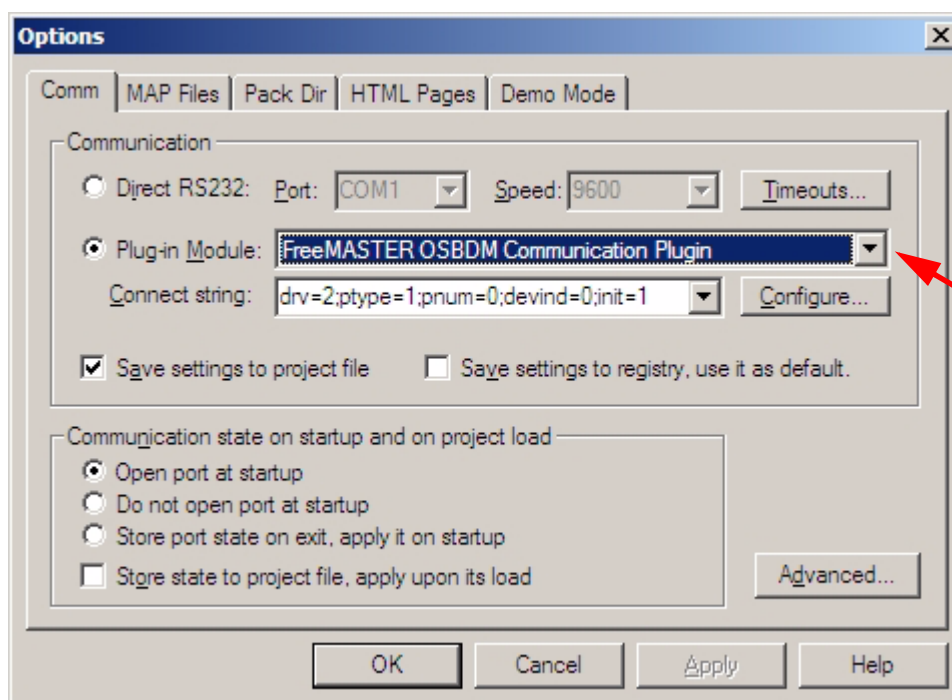 Options
Comm MAP Files Pack Dir HTML Pages Demo Mode
Communication
Direct RS232: Port: COM1 Speed: 9600 Timeouts...
Plug-in Module: FreeMASTER OSBDM Communication Plugin
Connect string: drv=2;ptype=1;pnum=0;devind=0;init=1 Configure...
Save settings to project file Save settings to registry, use it as default.
Communication state on startup and on project load
Open port at startup
Do not open port at startup
Store port state on exit, apply it on startup
Store state to project file, apply upon its load
Advanced...
OK Cancel Apply Help